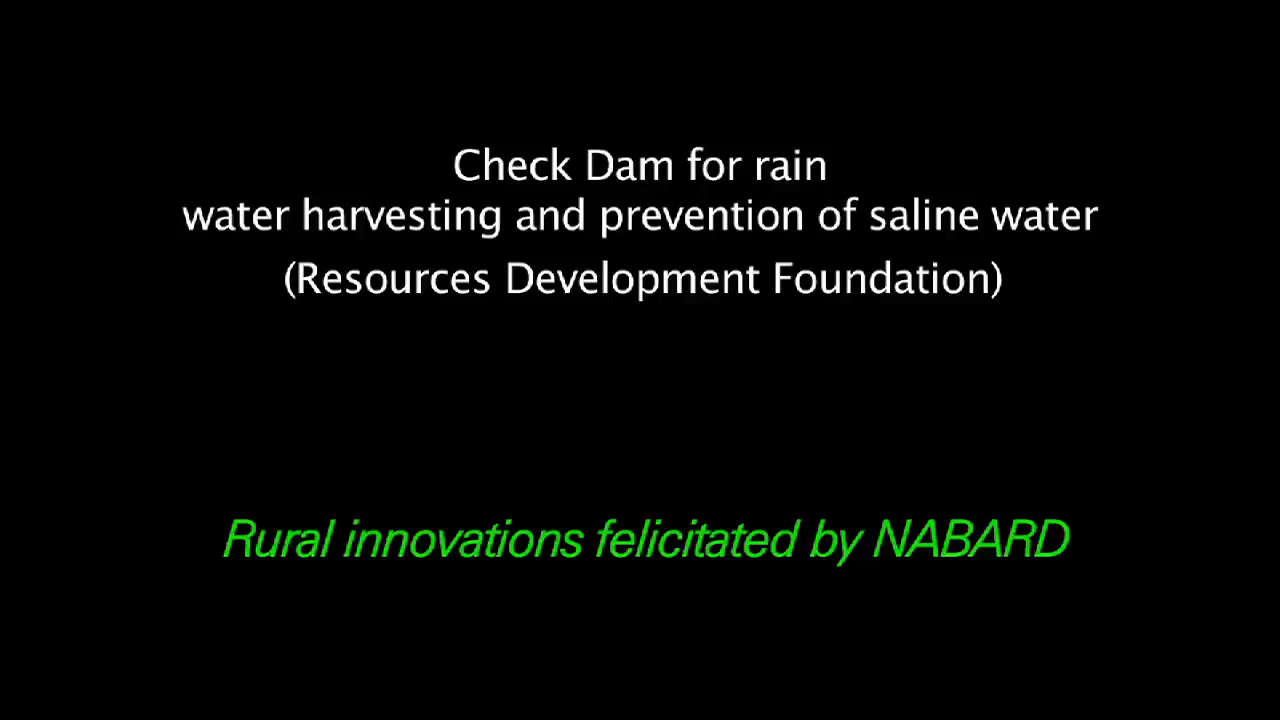 Check Dam for rain
water harvesting and prevention of saline water
(Resources Development Foundation)
Rural innovations felicitated by NABARD